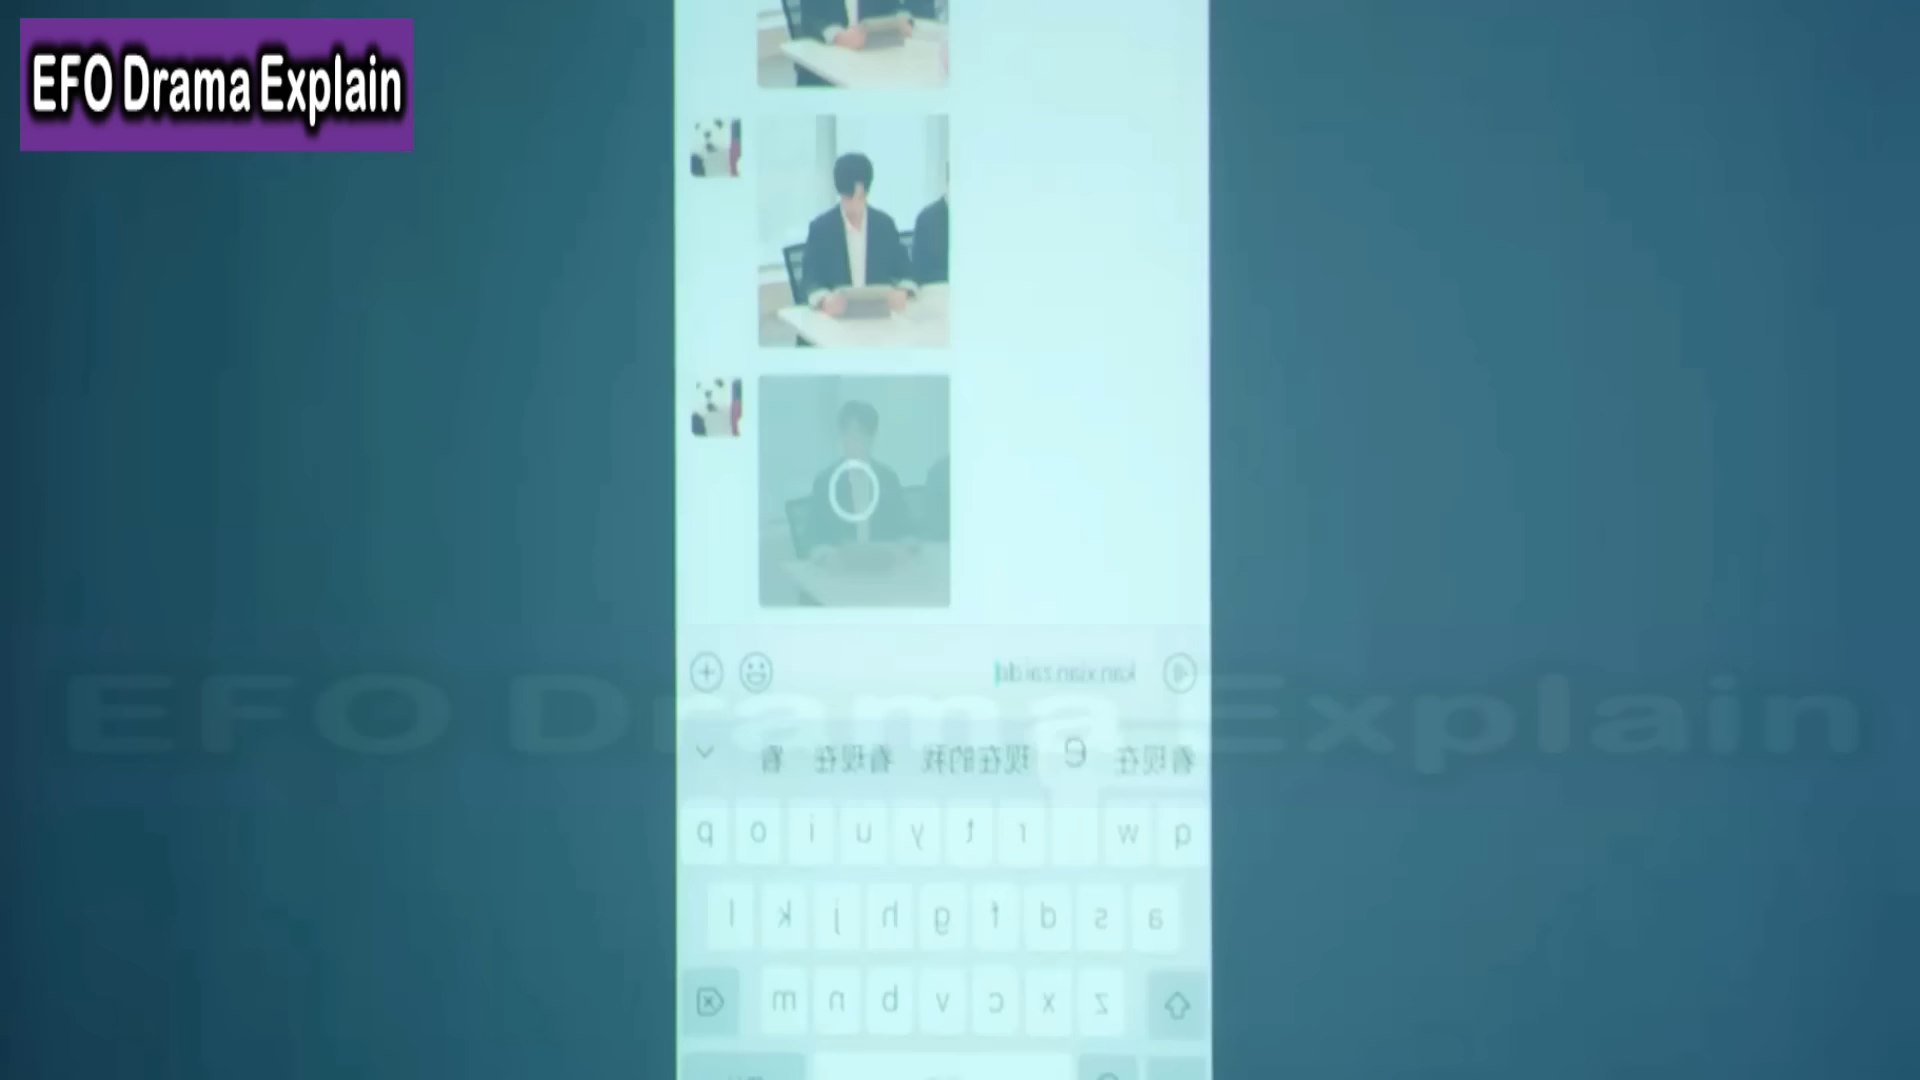 EFO Drama Explain
kan xian zai d
EFO Drama Explain
看现在 e 现在的我 看现在 看
q w r t y u i o p
a s d f g h j k l
z x c v b n m